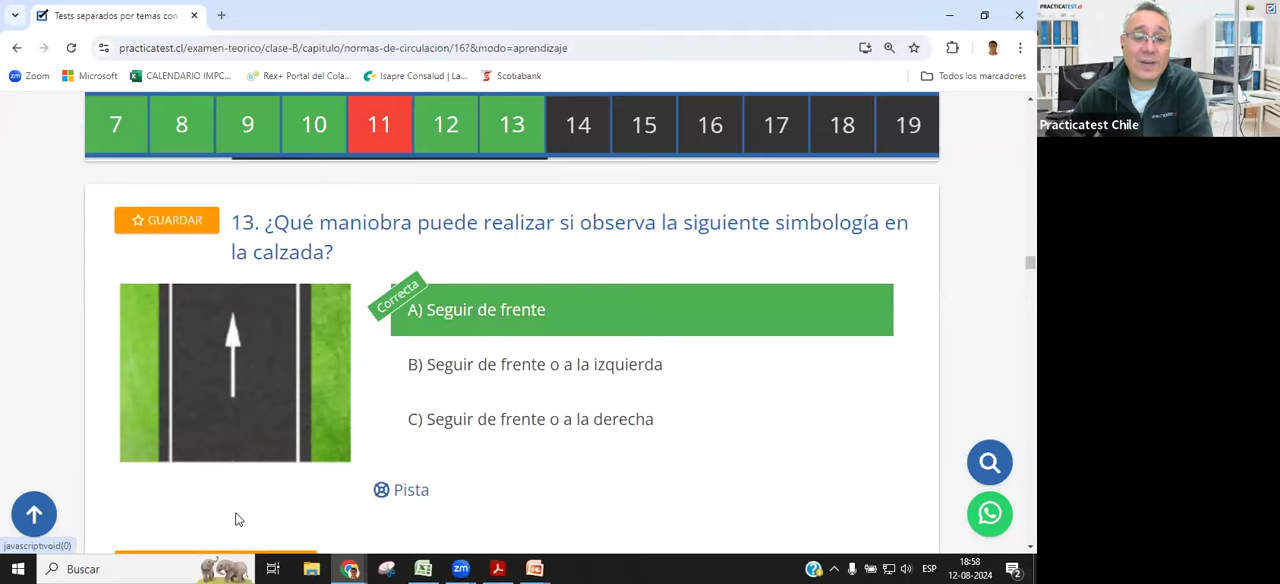 Tests separados por temas con
practicatest.cl/examen-teorico/clase-B/capitulo/normas-de-circulacion/167&modo=aprendizaje
Zoom
Microsoft
CALENDARIO IMPC...
Rex+ Portal del Cola...
Isapre Consalud | La...
Scotiabank
Todos los marcadores
PRACTICATEST.cl
Practicatest Chile
7 8 9 10 11 12 13 14 15 16 17 18 19
GUARDAR
13. ¿Qué maniobra puede realizar si observa la siguiente simbología en
la calzada?
Correcta
A) Seguir de frente
B) Seguir de frente o a la izquierda
C) Seguir de frente o a la derecha
Pista
javascript:void(0)
Buscar
ESP
18:58
12-08-2024
2